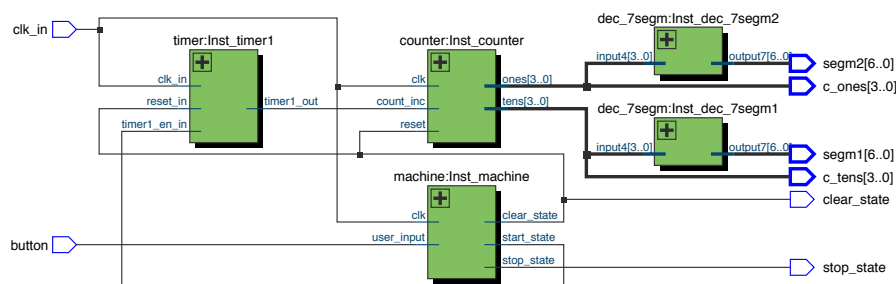 dec_7segm:Inst_dec_7segm2
clk_in
timer:Inst_timer1
counter:Inst_counter
input4[3..0]
output7[6..0]
segm2[6..0]
clk_in
clk
ones[3..0]
c_ones[3..0]
reset_in
timer1_out
count_inc
tens[3..0]
dec_7segm:Inst_dec_7segm1
timer1_en_in
reset
input4[3..0]
output7[6..0]
segm1[6..0]
machine:Inst_machine
c_tens[3..0]
clear_state
clk
clear_state
button
user_input
start_state
stop_state
stop_state